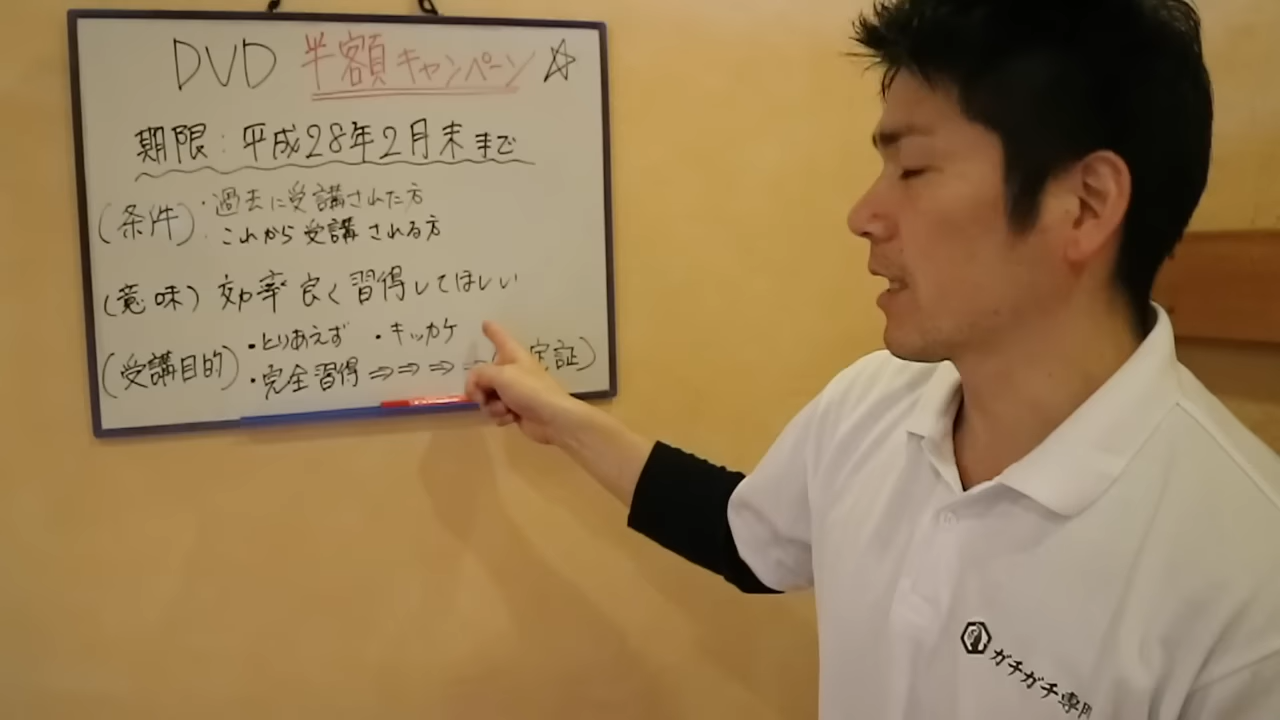 DVD 半額キャンペーン ☆
期限：平成28年2月末まで
(条件)・過去に受講された方
・これから受講される方
(意味) 効率良く習得してほしい
(受講目的)・とりあえず ・キッカケ
・完全習得 ⇒⇒⇒⇒( 定証)
ガチガチ専門